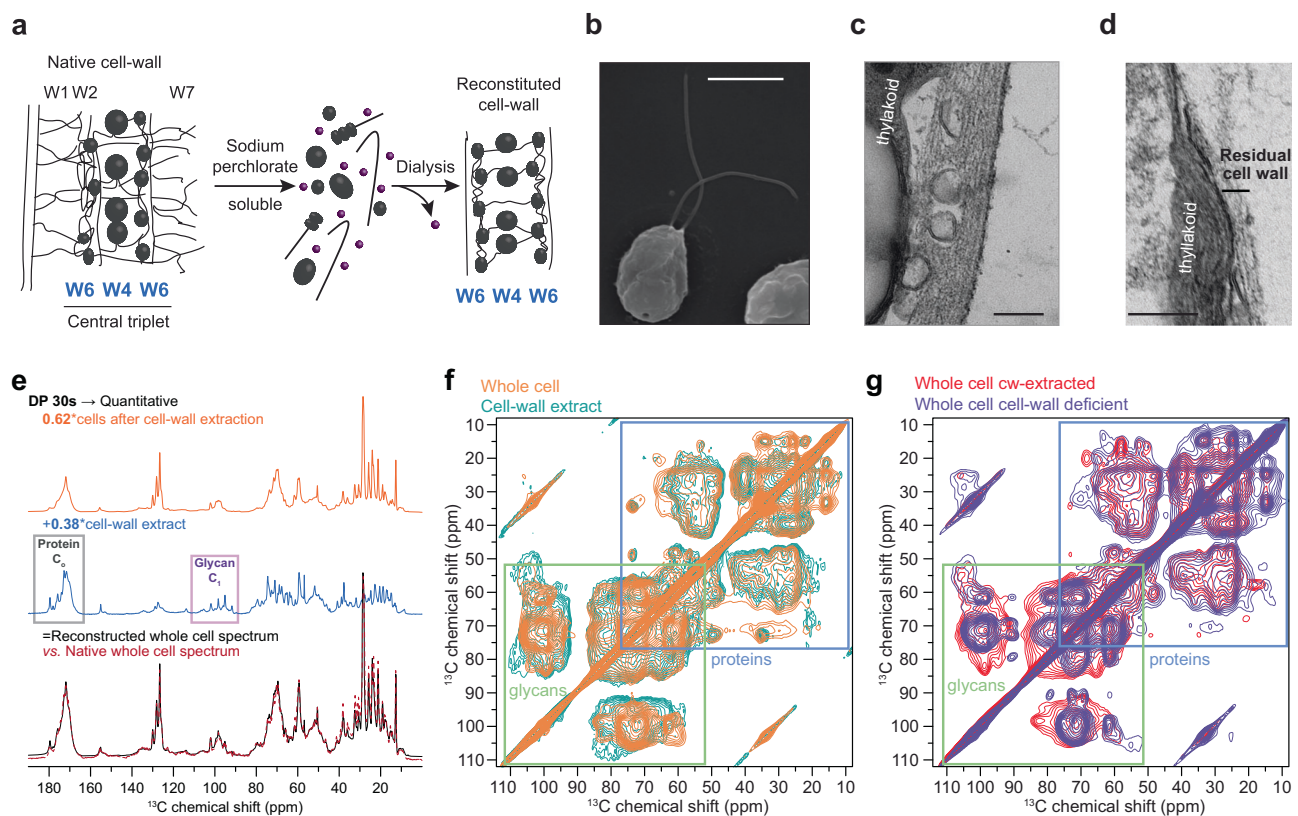 a
Native cell-wall
W1 W2
W7
Sodium
perchlorate
soluble
Dialysis
Reconstituted
cell-wall
W6 W4 W6
Central triplet
W6 W4 W6
b
c
thylakoid
d
thyllakoid
Residual
cell wall
e
DP 30s → Quantitative
0.62*cells after cell-wall extraction
+0.38*cell-wall extract
Protein
Co
Glycan
C1
=Reconstructed whole cell spectrum
vs. Native whole cell spectrum
180 160 140 120 100 80 60 40 20
13C chemical shift (ppm)
f
Whole cell
Cell-wall extract
10
20
30
40
50
60
70
80
90
100
110
13C chemical shift (ppm)
proteins
glycans
110 100 90 80 70 60 50 40 30 20 10
13C chemical shift (ppm)
g
Whole cell cw-extracted
Whole cell cell-wall deficient
10
20
30
40
50
60
70
80
90
100
110
13C chemical shift (ppm)
proteins
glycans
110 100 90 80 70 60 50 40 30 20 10
13C chemical shift (ppm)